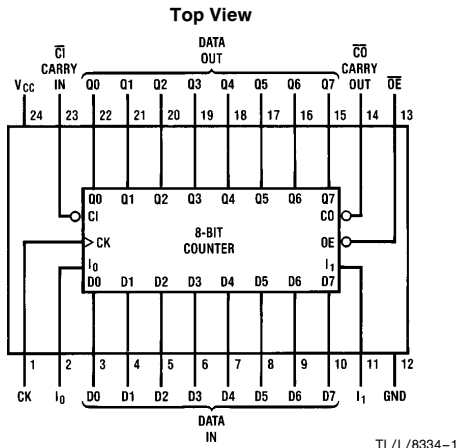 Top View
DATA
OUT
CI
CARRY
IN
CO
CARRY
OUT
OE
VCC
Q0 Q1 Q2 Q3 Q4 Q5 Q6 Q7
24 23 22 21 20 19 18 17 16 15 14 13
Q0 Q1 Q2 Q3 Q4 Q5 Q6 Q7
CI CO
8-BIT
COUNTER
CK OE
I0 I1
D0 D1 D2 D3 D4 D5 D6 D7
1 2 3 4 5 6 7 8 9 10 11 12
CK I0 D0 D1 D2 D3 D4 D5 D6 D7 I1 GND
DATA
IN
TL/L/8334–1